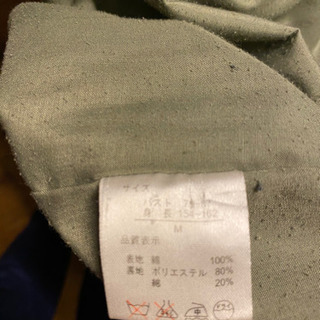 サイズ
バスト
身 長 154-162
M
品質表示
表地 綿 100%
裏地 ポリエステル 80%
綿 20%